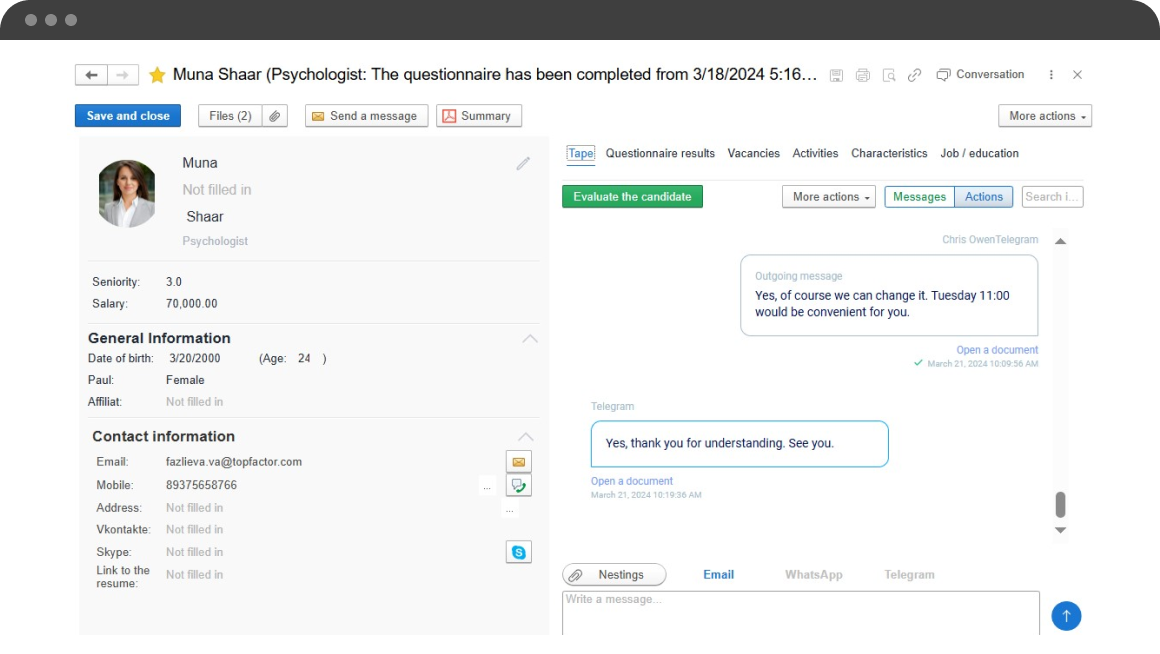 Muna Shaar (Psychologist: The questionnaire has been completed from 3/18/2024 5:16...
Conversation
Save and close
Files (2)
Send a message
Summary
More actions
Muna
Not filled in
Shaar
Psychologist
Seniority: 3.0
Salary: 70,000.00
General Information
Date of birth: 3/20/2000 (Age: 24 )
Paul: Female
Affiliat: Not filled in
Contact information
Email: fazlieva.va@topfactor.com
Mobile: 89375658766 ...
Address: Not filled in ...
Vkontakte: Not filled in
Skype: Not filled in
Link to the
resume: Not filled in
Tape Questionnaire results Vacancies Activities Characteristics Job / education
Evaluate the candidate
More actions
Messages Actions
Search i...
Chris OwenTelegram
Outgoing message
Yes, of course we can change it. Tuesday 11:00
would be convenient for you.
Open a document
March 21, 2024 10:09:56 AM
Telegram
Yes, thank you for understanding. See you.
Open a document
March 21, 2024 10:19:36 AM
Nestings Email WhatsApp Telegram
Write a message...